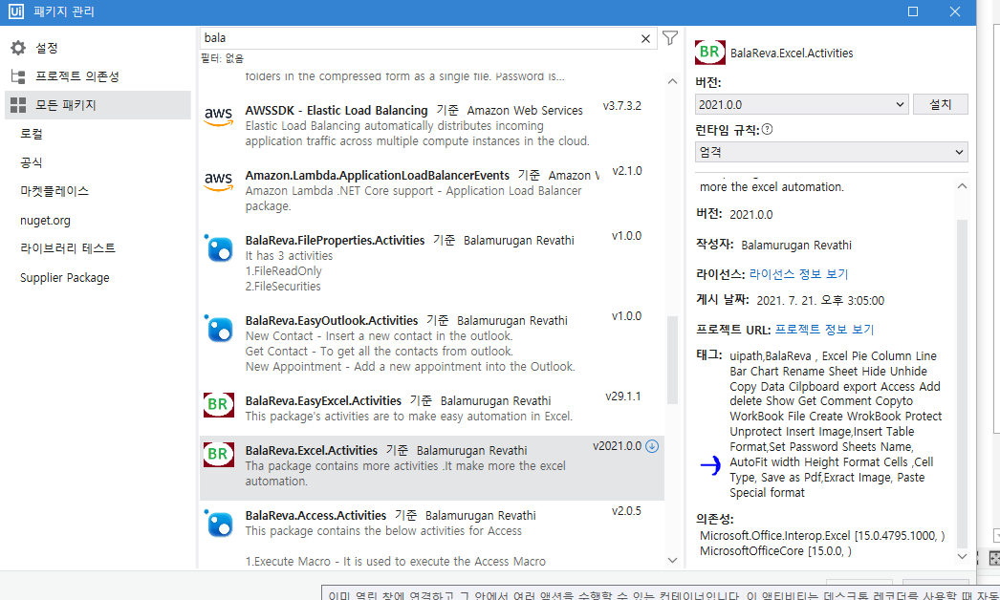 Ui 패키지 관리
설정
프로젝트 의존성
모든 패키지
로컬
공식
마켓플레이스
nuget.org
라이브러리 테스트
Supplier Package
bala
필터: 없음
folders in the compressed form as a single file. Password is...
aws
AWSSDK - Elastic Load Balancing 기준 Amazon Web Services v3.7.3.2
Elastic Load Balancing automatically distributes incoming
application traffic across multiple compute instances in the cloud.
aws
Amazon.Lambda.ApplicationLoadBalancerEvents 기준 Amazon W v2.1.0
Amazon Lambda .NET Core support - Application Load Balancer
package.
BalaReva.FileProperties.Activities 기준 Balamurugan Revathi v1.0.0
It has 3 activities
1.FileReadOnly
2.FileSecurities
BalaReva.EasyOutlook.Activities 기준 Balamurugan Revathi v1.0.0
New Contact - Insert a new contact in the outlook.
Get Contact - To get all the contacts from outlook.
New Appointment - Add a new appointment into the Outlook.
BR
BalaReva.EasyExcel.Activities 기준 Balamurugan Revathi v29.1.1
This package's activities are to make easy automation in Excel.
BR
BalaReva.Excel.Activities 기준 Balamurugan Revathi v2021.0.0
Tha package contains more activities .It make more the excel
automation.
BalaReva.Access.Activities 기준 Balamurugan Revathi v2.0.5
This package contains the below activities for Access
1.Execute Macro - It is used to execute the Access Macro
BR BalaReva.Excel.Activities
버전:
2021.0.0 설치
런타임 규칙:
엄격
more the excel automation.
버전: 2021.0.0
작성자: Balamurugan Revathi
라이선스: 라이선스 정보 보기
게시 날짜: 2021. 7. 21. 오후 3:05:00
프로젝트 URL: 프로젝트 정보 보기
태그: uipath,BalaReva , Excel Pie Column Line
Bar Chart Rename Sheet Hide Unhide
Copy Data Cilpboard export Access Add
delete Show Get Comment Copyto
WorkBook File Create WrokBook Protect
Unprotect Insert Image,Insert Table
Format,Set Password Sheets Name,
AutoFit width Height Format Cells ,Cell
Type, Save as Pdf,Exract Image, Paste
Special format
의존성:
Microsoft.Office.Interop.Excel [15.0.4795.1000, )
MicrosoftOfficeCore [15.0.0, )
이미 열린 창에 연결하고 그 안에서 여러 액션을 수행할 수 있는 컨테이너입니다. 이 액티비티는 데스크톱 레코더를 사용할 때 자동